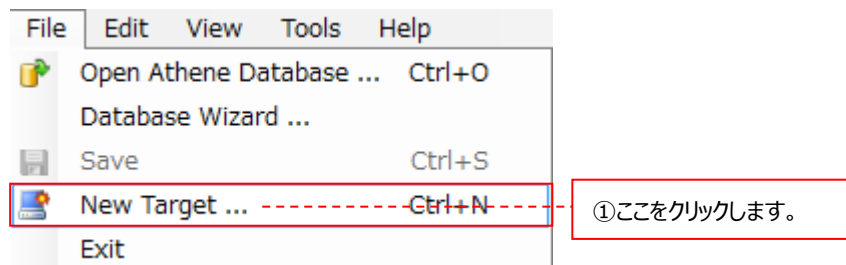 File Edit View Tools Help
Open Athene Database ... Ctrl+O
Database Wizard ...
Save Ctrl+S
New Target ... Ctrl+N ①ここをクリックします。
Exit